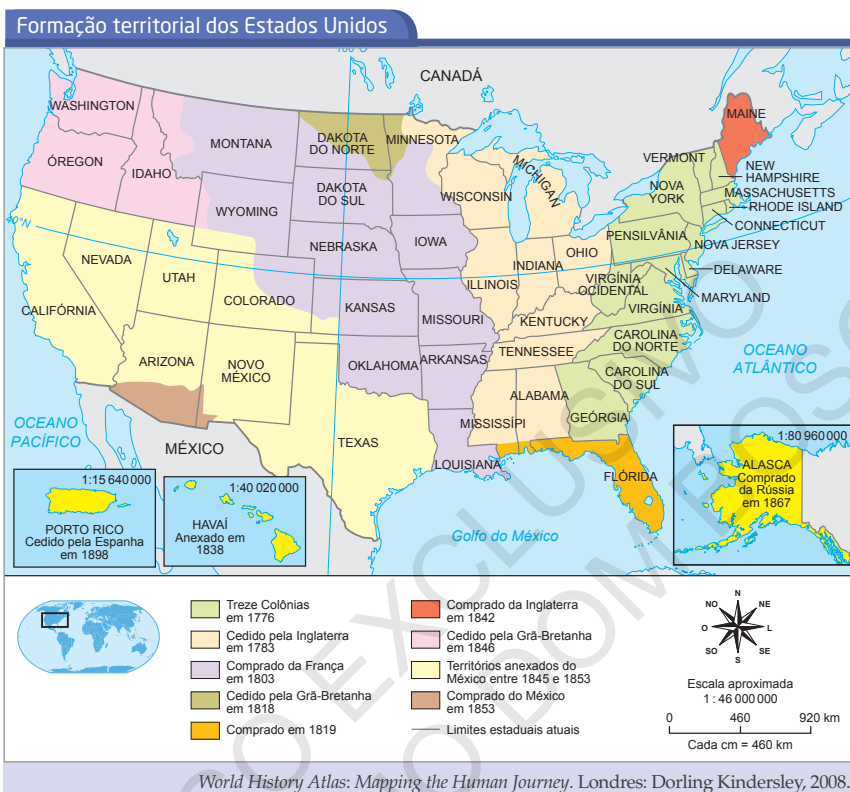 Formação territorial dos Estados Unidos
100°O
CANADÁ
WASHINGTON
MONTANA
DAKOTA
DO NORTE
MINNESOTA
MAINE
ÓREGON
IDAHO
MICHIGAN
VERMONT
NEW
HAMPSHIRE
WYOMING
DAKOTA
DO SUL
WISCONSIN
NOVA
YORK
MASSACHUSETTS
RHODE ISLAND
CONNECTICUT
40°N
NEBRASKA
IOWA
PENSILVÂNIA
NOVA JERSEY
NEVADA
UTAH
COLORADO
ILLINOIS
INDIANA
OHIO
VIRGÍNIA
OCIDENTAL
DELAWARE
MARYLAND
CALIFÓRNIA
KANSAS
MISSOURI
KENTUCKY
VIRGÍNIA
ARIZONA
NOVO
MÉXICO
OKLAHOMA
ARKANSAS
TENNESSEE
CAROLINA
DO NORTE
CAROLINA
DO SUL
OCEANO
ATLÂNTICO
ALABAMA
OCEANO
PACÍFICO
MÉXICO
TEXAS
MISSISSÍPI
GEÓRGIA
LOUISIANA
FLÓRIDA
Golfo do México
1:15 640 000
PORTO RICO
Cedido pela Espanha
em 1898
1:40 020 000
HAVAÍ
Anexado em
1838
1:80 960 000
ALASCA
Comprado
da Rússia
em 1867
Treze Colônias
em 1776
Cedido pela Inglaterra
em 1783
Comprado da França
em 1803
Cedido pela Grã-Bretanha
em 1818
Comprado em 1819
Comprado da Inglaterra
em 1842
Cedido pela Grã-Bretanha
em 1846
Territórios anexados do
México entre 1845 e 1853
Comprado do México
em 1853
Limites estaduais atuais
N
NO
NE
O
L
SO
SE
S
Escala aproximada
1 : 46 000 000
0 460 920 km
Cada cm = 460 km
World History Atlas: Mapping the Human Journey. Londres: Dorling Kindersley, 2008.
EXCLUSIVO